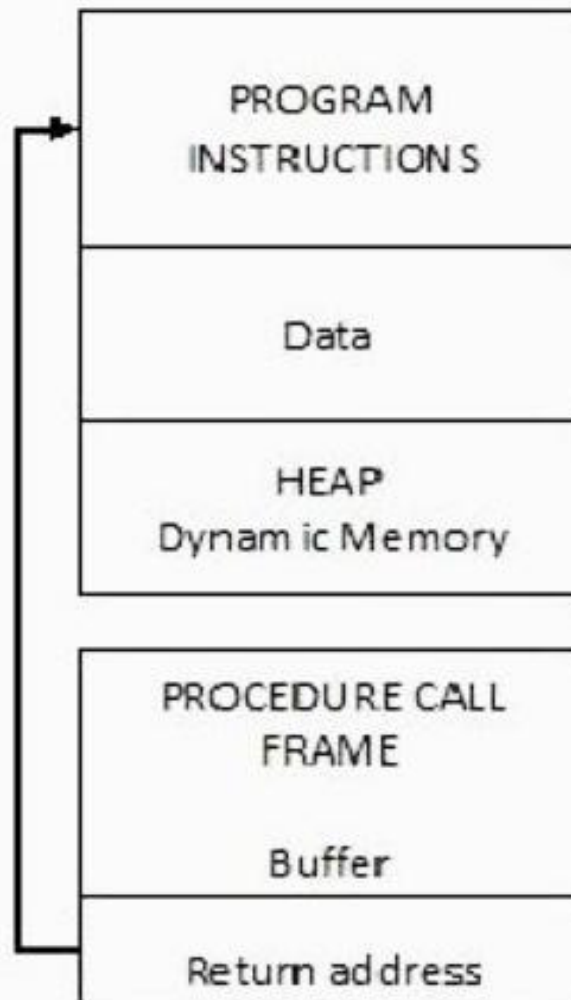 PROGRAM
INSTRUCTIONS
Data
HEAP
Dynamic Memory
PROCEDURE CALL
FRAME
Buffer
Return address